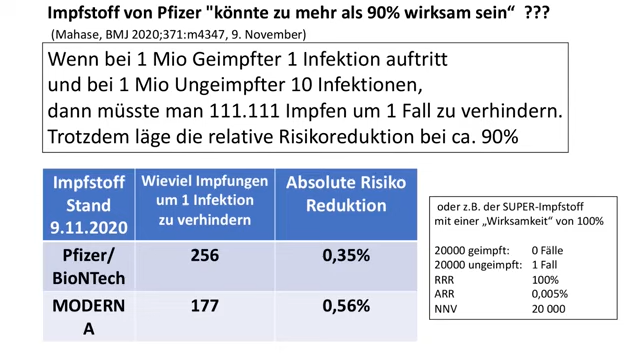 Impfstoff von Pfizer "könnte zu mehr als 90% wirksam sein“ ???
(Mahase, BMJ 2020;371:m4347, 9. November)
Wenn bei 1 Mio Geimpfter 1 Infektion auftritt
und bei 1 Mio Ungeimpfter 10 Infektionen,
dann müsste man 111.111 Impfen um 1 Fall zu verhindern.
Trotzdem läge die relative Risikoreduktion bei ca. 90%
Impfstoff
Stand
9.11.2020
Wieviel Impfungen
um 1 Infektion
zu verhindern
Absolute Risiko
Reduktion
Pfizer/
BioNTech
256
0,35%
MODERN
A
177
0,56%
oder z.B. der SUPER-Impfstoff
mit einer „Wirksamkeit“ von 100%
20000 geimpft: 0 Fälle
20000 ungeimpft: 1 Fall
RRR 100%
ARR 0,005%
NNV 20 000